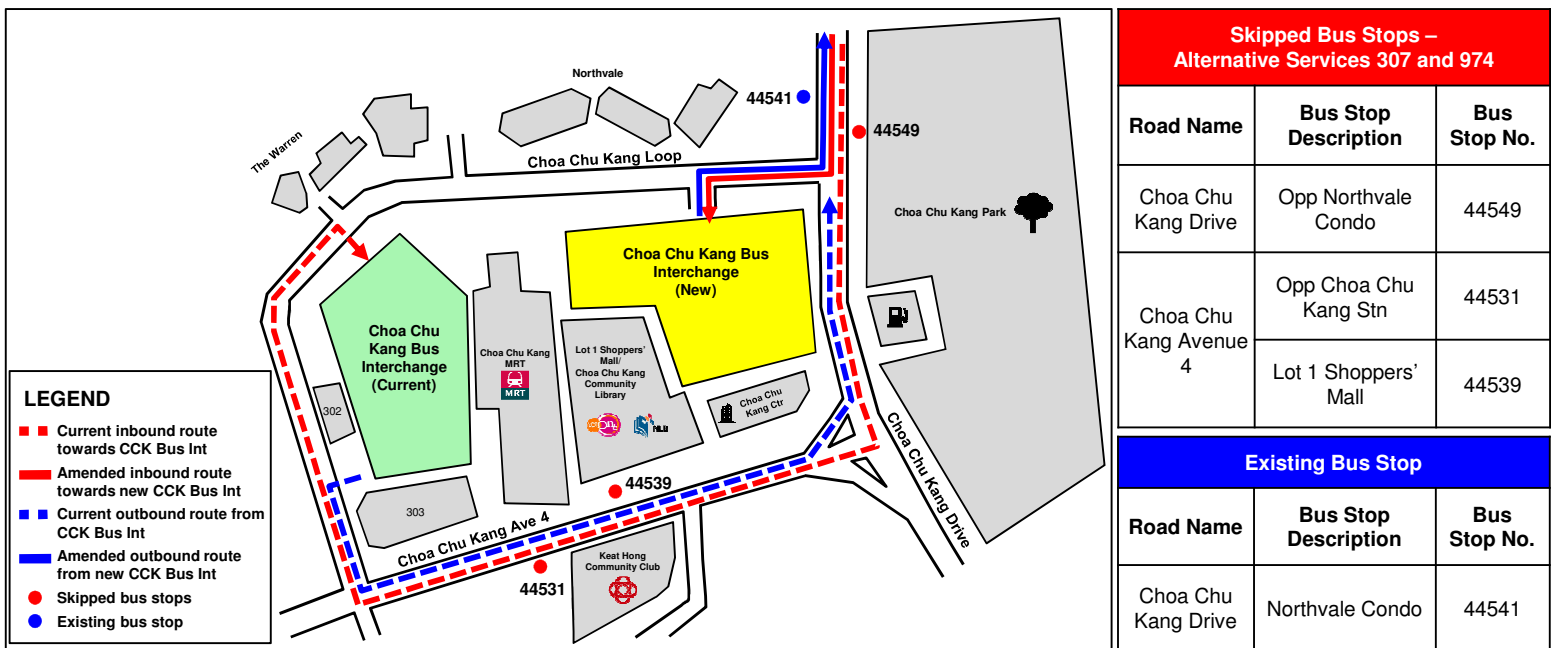 Northvale
44541
44549
The Warren
Choa Chu Kang Loop
Choa Chu Kang Park
Choa Chu Kang Bus
Interchange
(New)
Choa Chu
Kang Bus
Interchange
(Current)
Choa Chu Kang
MRT
MRT
Lot 1 Shoppers'
Mall/
Choa Chu Kang
Community
Library
NLB
Choa Chu
Kang Ctr
302
303
44539
Choa Chu Kang Ave 4
Choa Chu Kang Drive
44531
Keat Hong
Community Club
LEGEND
Current inbound route
towards CCK Bus Int
Amended inbound route
towards new CCK Bus Int
Current outbound route from
CCK Bus Int
Amended outbound route
from new CCK Bus Int
Skipped bus stops
Existing bus stop
Skipped Bus Stops –
Alternative Services 307 and 974
Road Name
Bus Stop
Description
Bus
Stop No.
Choa Chu
Kang Drive
Opp Northvale
Condo
44549
Choa Chu
Kang Avenue
4
Opp Choa Chu
Kang Stn
44531
Lot 1 Shoppers’
Mall
44539
Existing Bus Stop
Road Name
Bus Stop
Description
Bus
Stop No.
Choa Chu
Kang Drive
Northvale Condo
44541